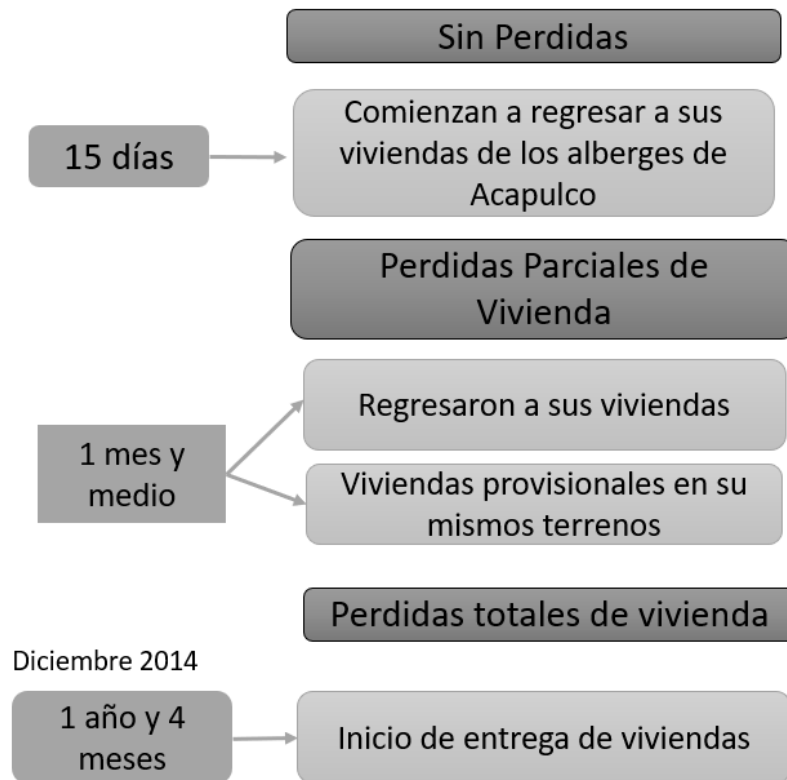 Sin Perdidas
15 días
Comienzan a regresar a sus
viviendas de los alberges de
Acapulco
Perdidas Parciales de
Vivienda
1 mes y
medio
Regresaron a sus viviendas
Viviendas provisionales en su
mismos terrenos
Perdidas totales de vivienda
Diciembre 2014
1 año y 4
meses
Inicio de entrega de viviendas